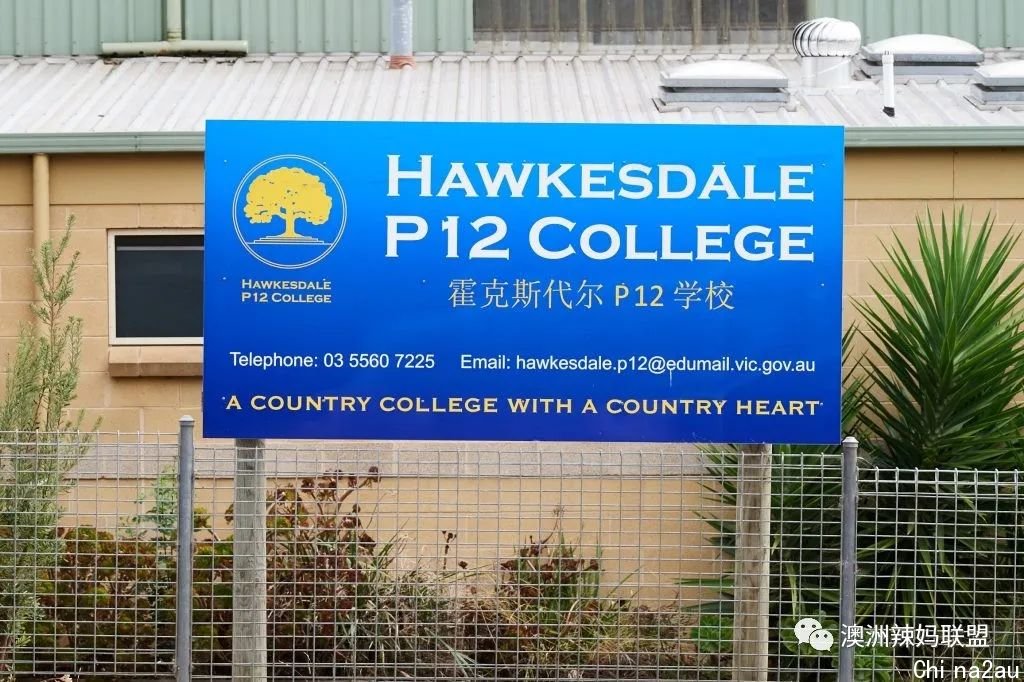 HAWKESDALE
P12 COLLEGE
霍克斯代尔 P12 学校
HAWKESDALE
P12 COLLEGE
Telephone: 03 5560 7225 Email: hawkesdale.p12@edumail.vic.gov.au
A COUNTRY COLLEGE WITH A COUNTRY HEART
澳洲辣妈联盟
Chi na2au